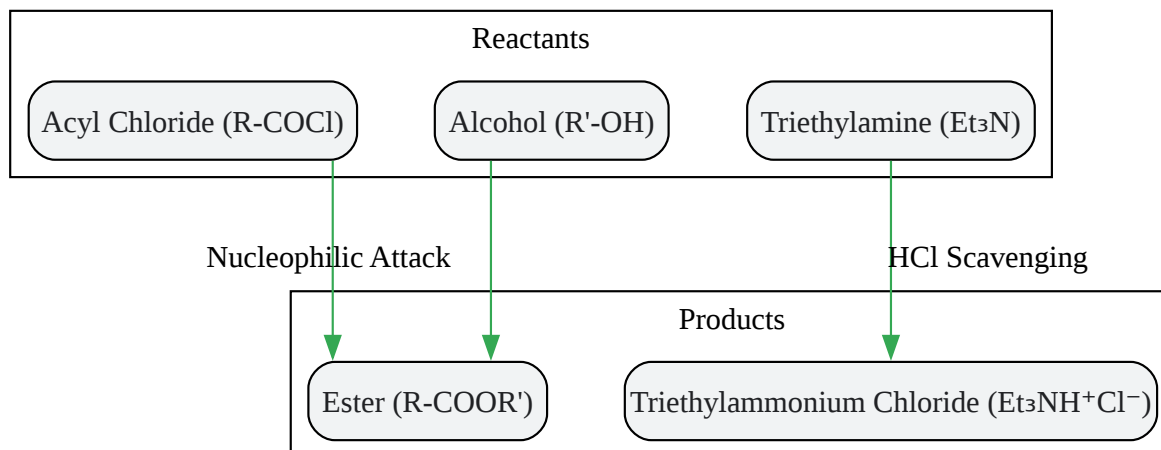 Reactants
Acyl Chloride (R-COCl)
Alcohol (R'-OH)
Triethylamine (Et₃N)
Nucleophilic Attack
HCl Scavenging
Products
Ester (R-COOR')
Triethylammonium Chloride (Et₃NH⁺Cl⁻)